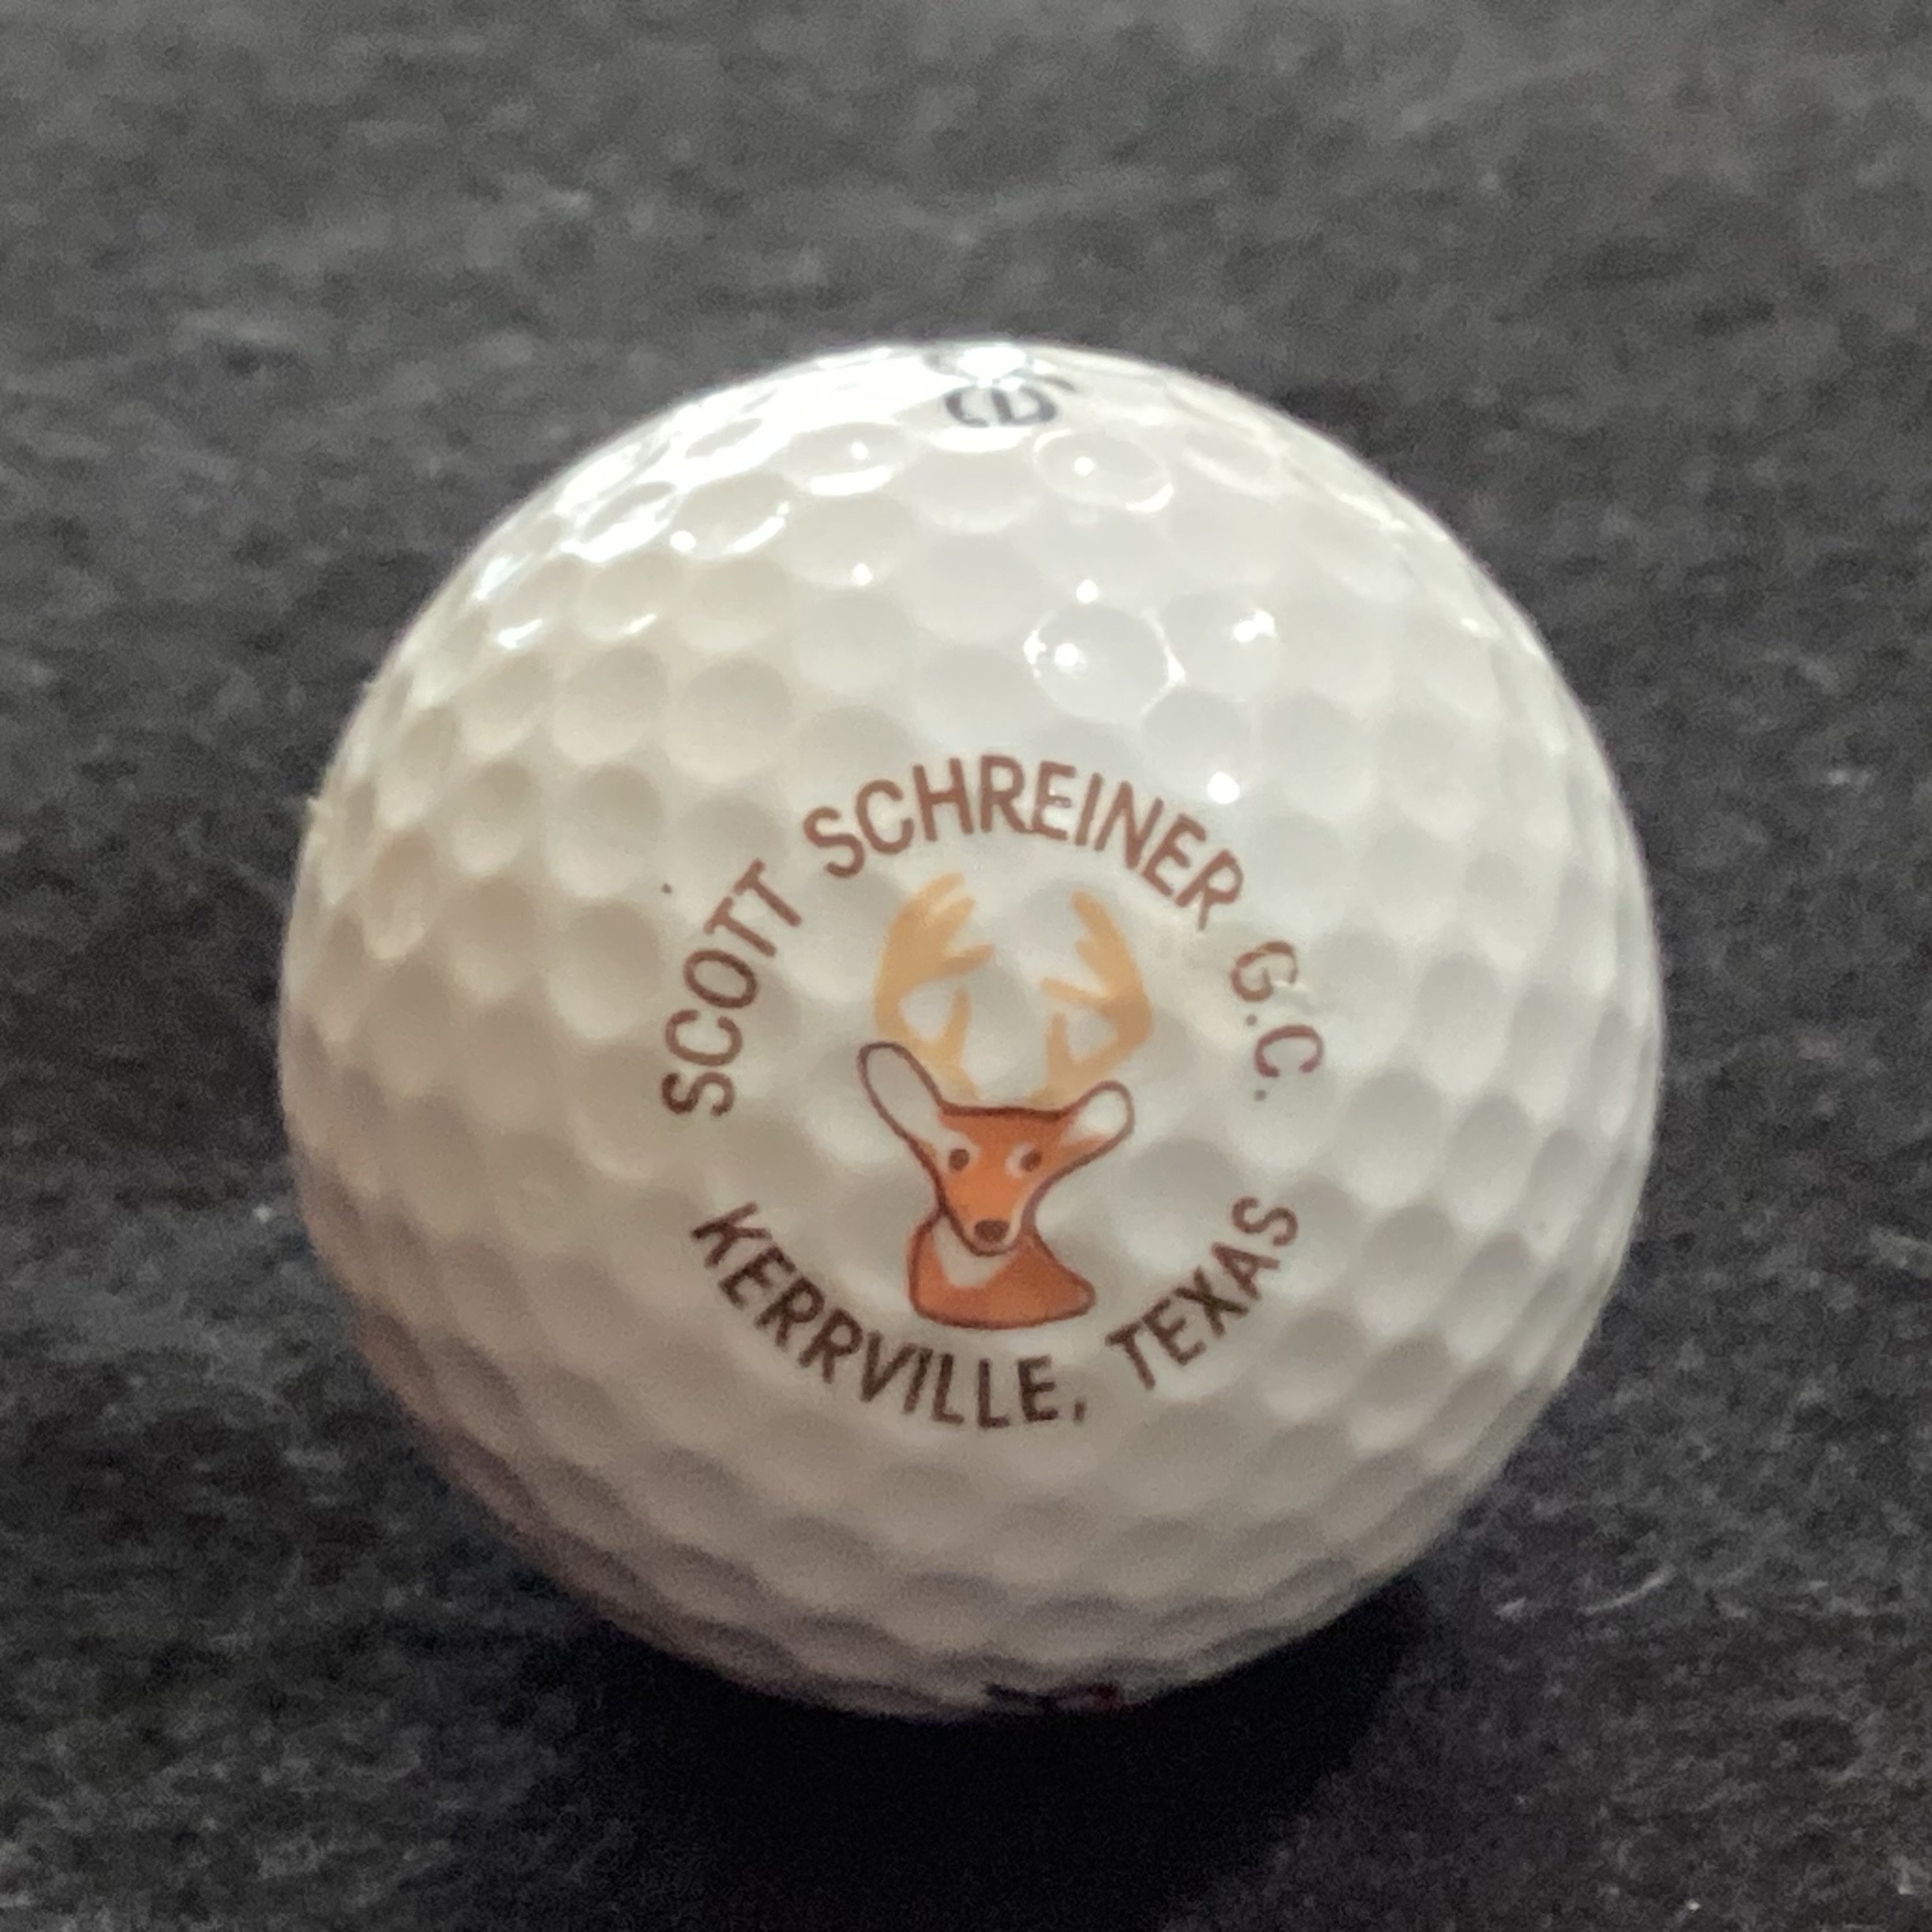 SCOTT SCHREINER G.C.
KERRVILLE, TEXAS